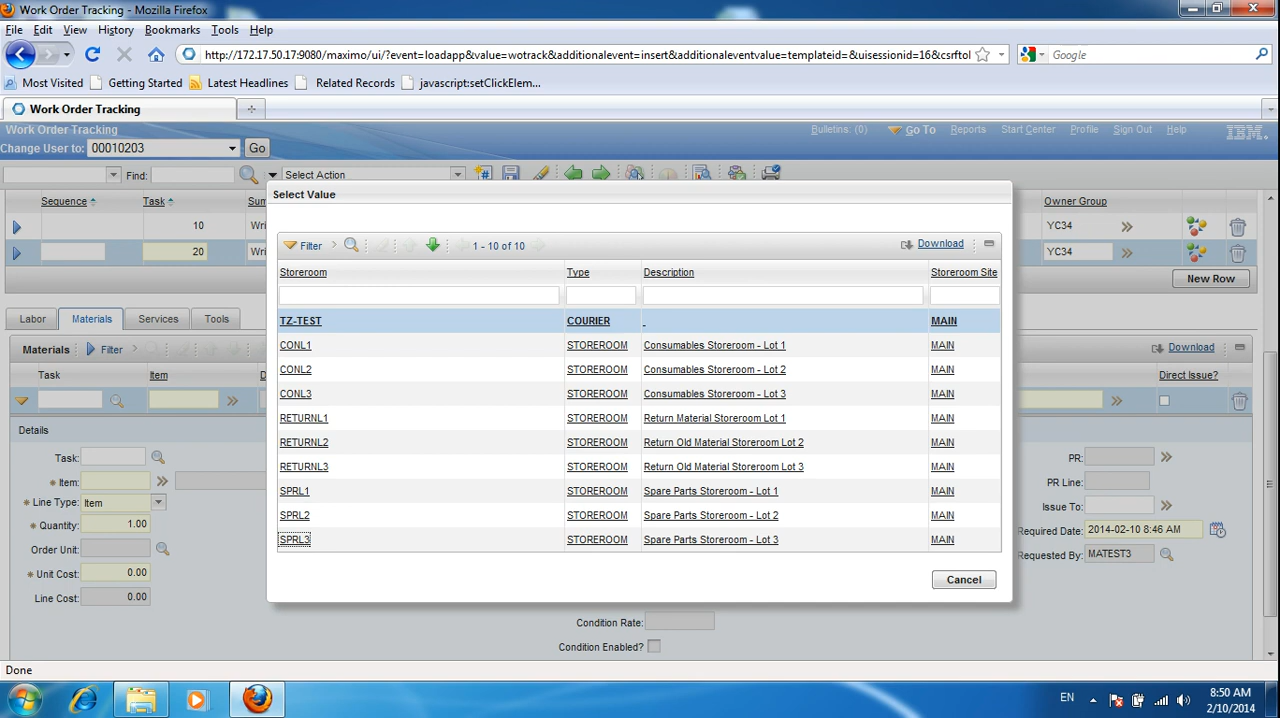 Work Order Tracking - Mozilla Firefox
File Edit View History Bookmarks Tools Help
http://172.17.50.17:9080/maximo/ui/?event=loadapp&value=wotrack&additionalevent=insert&additionaleventvalue=templateid=&uisessionid=16&csrftol
Google
Most Visited Getting Started Latest Headlines Related Records javascript:setClickElem...
Work Order Tracking
Work Order Tracking Bulletins: (0) Go To Reports Start Center Profile Sign Out Help IBM.
Change User to: 00010203 Go
Find: Select Action
Select Value
Sequence Task Sum Owner Group
10 Wri YC34
20 Wri YC34
New Row
Filter 1 - 10 of 10 Download
Storeroom Type Description Storeroom Site
TZ-TEST COURIER MAIN
CONL1 STOREROOM Consumables Storeroom - Lot 1 MAIN
CONL2 STOREROOM Consumables Storeroom - Lot 2 MAIN
CONL3 STOREROOM Consumables Storeroom - Lot 3 MAIN
RETURNL1 STOREROOM Return Material Storeroom Lot 1 MAIN
RETURNL2 STOREROOM Return Old Material Storeroom Lot 2 MAIN
RETURNL3 STOREROOM Return Old Material Storeroom Lot 3 MAIN
SPRL1 STOREROOM Spare Parts Storeroom - Lot 1 MAIN
SPRL2 STOREROOM Spare Parts Storeroom - Lot 2 MAIN
SPRL3 STOREROOM Spare Parts Storeroom - Lot 3 MAIN
Cancel
Labor Materials Services Tools
Materials Filter Download
Task Item D Direct Issue?
Details
Task: PR:
* Item: PR Line:
* Line Type: Item Issue To:
* Quantity: 1.00 Required Date: 2014-02-10 8:46 AM
Order Unit: Requested By: MATEST3
* Unit Cost: 0.00
Line Cost: 0.00
Condition Rate:
Condition Enabled?
Done
EN 8:50 AM
2/10/2014